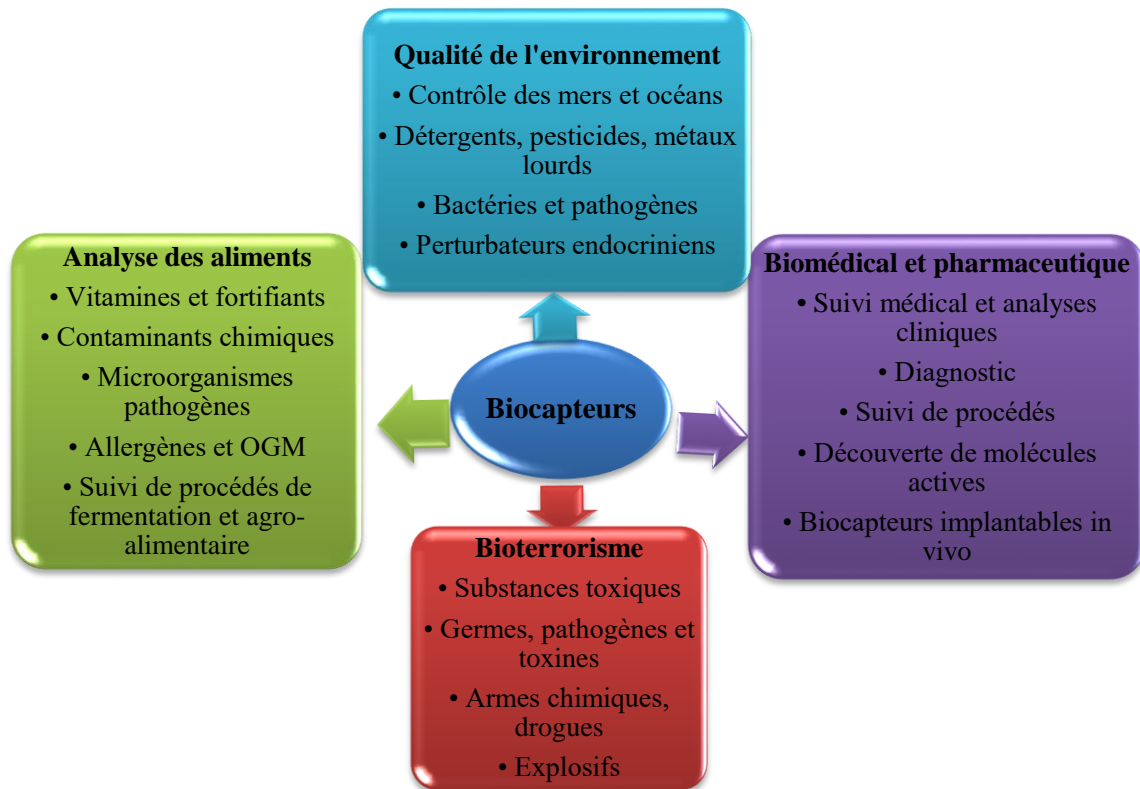 Qualité de l'environnement
• Contrôle des mers et océans
• Détergents, pesticides, métaux
lourds
• Bactéries et pathogènes
• Perturbateurs endocriniens
Analyse des aliments
• Vitamines et fortifiants
• Contaminants chimiques
• Microorganismes
pathogènes
• Allergènes et OGM
• Suivi de procédés de
fermentation et agro-
alimentaire
Biocapteurs
Biomédical et pharmaceutique
• Suivi médical et analyses
cliniques
• Diagnostic
• Suivi de procédés
• Découverte de molécules
actives
• Biocapteurs implantables in
vivo
Bioterrorisme
• Substances toxiques
• Germes, pathogènes et
toxines
• Armes chimiques,
drogues
• Explosifs